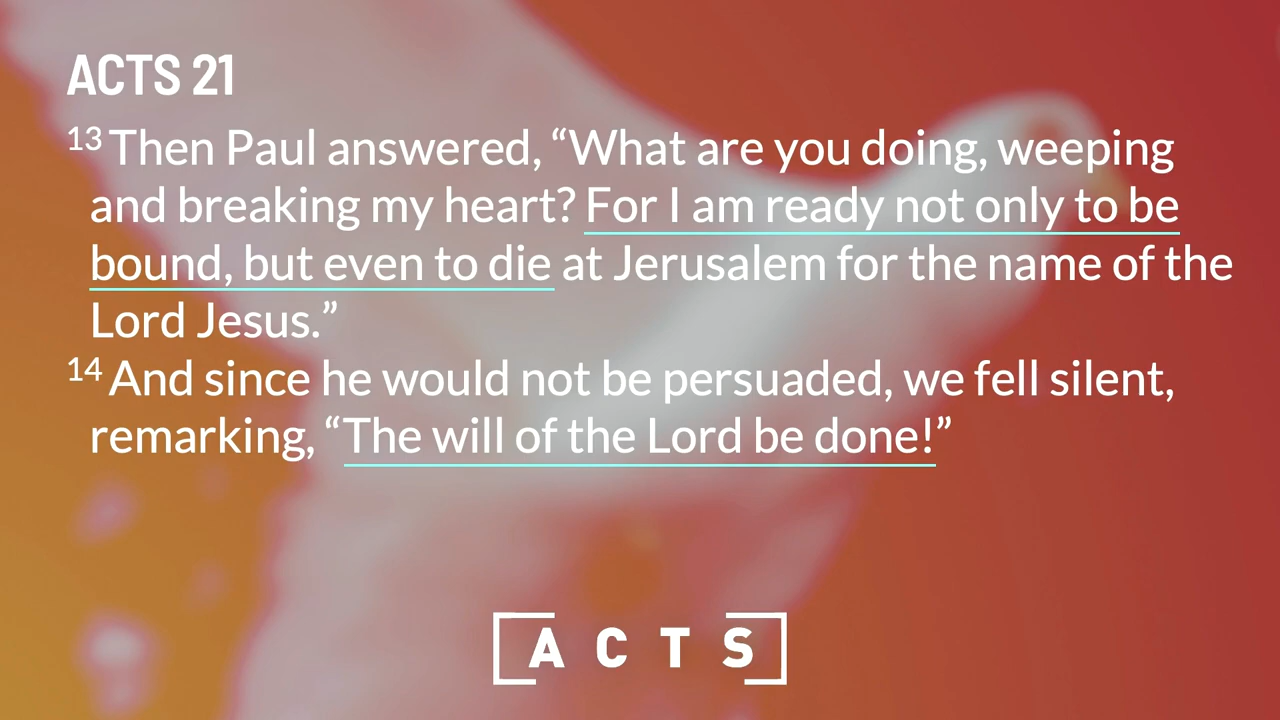 ACTS 21
13 Then Paul answered, “What are you doing, weeping
and breaking my heart? For I am ready not only to be
bound, but even to die at Jerusalem for the name of the
Lord Jesus.”
14 And since he would not be persuaded, we fell silent,
remarking, “The will of the Lord be done!”
ACTS